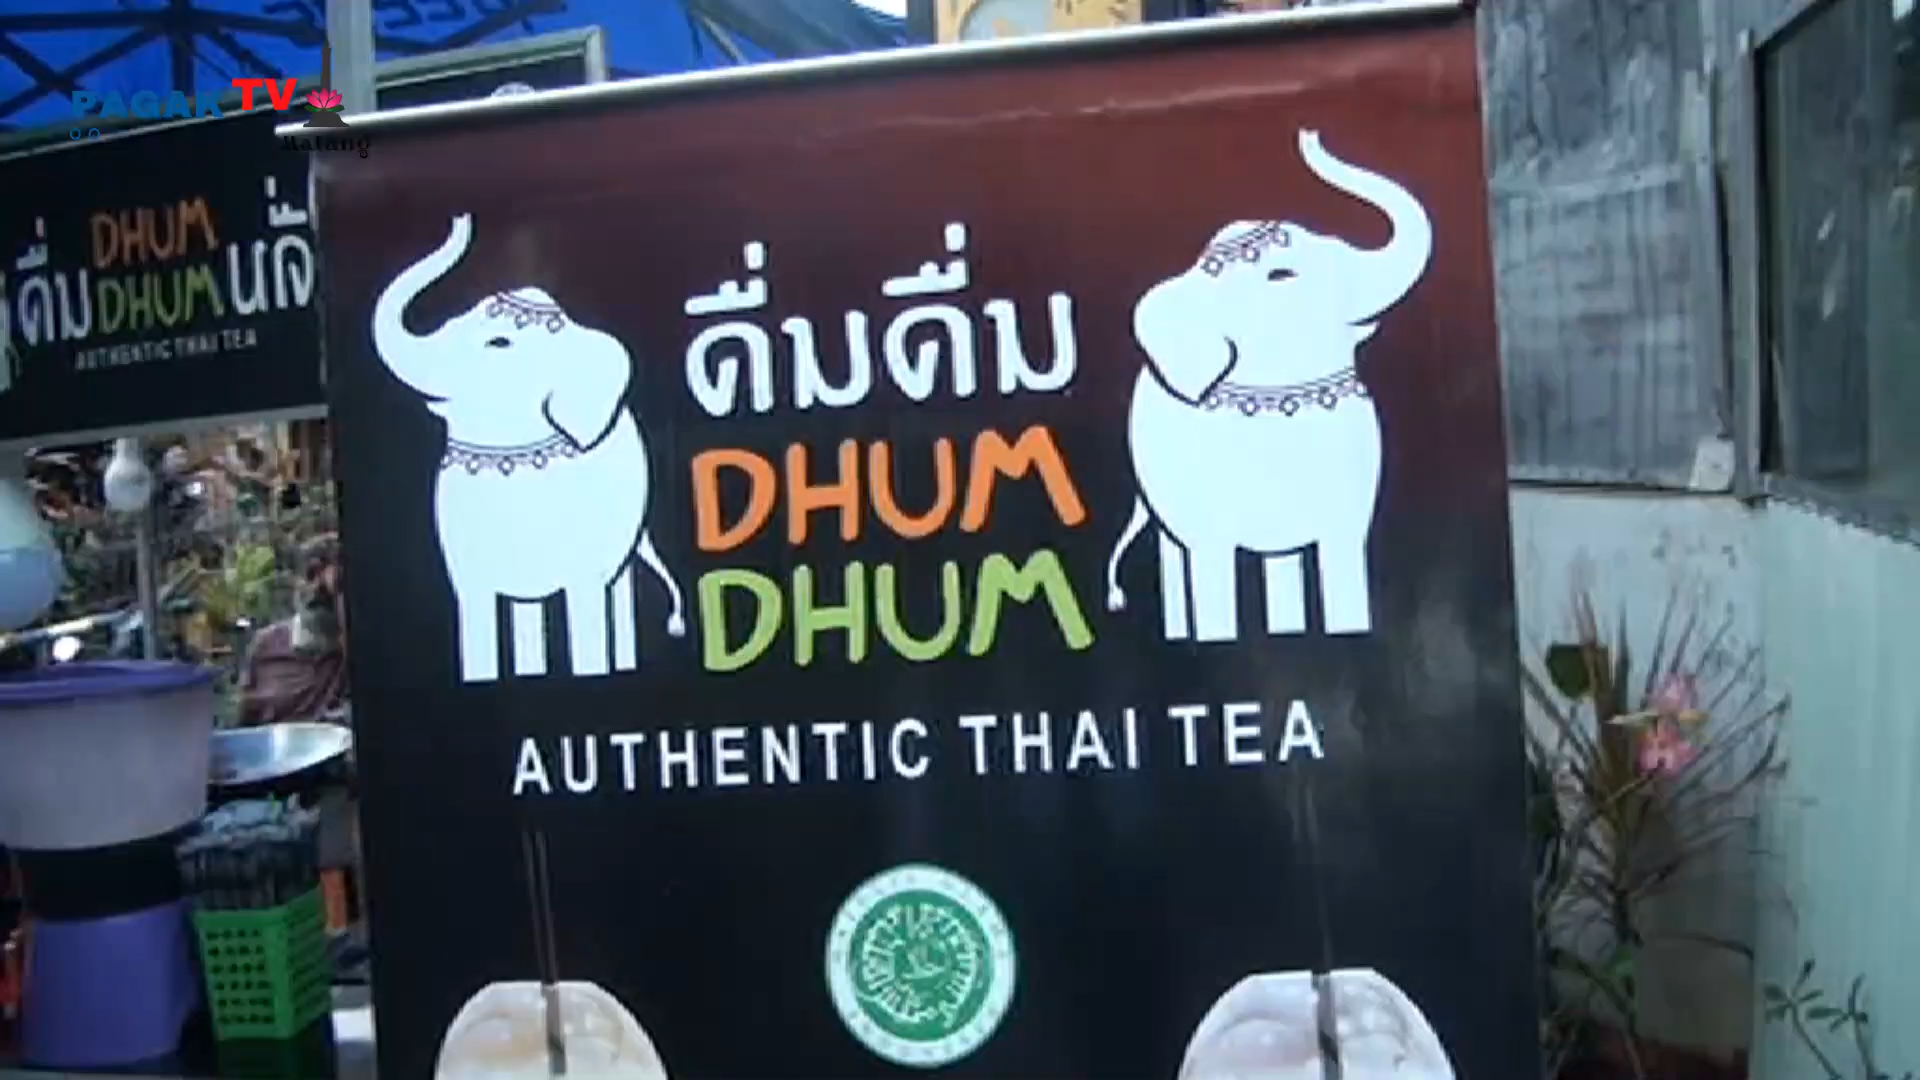 PAGAK TV
Malang
ดื่ม DHUM DHUM
AUTHENTIC THAI TEA
ดื่มดื่ม
DHUM
DHUM
AUTHENTIC THAI TEA